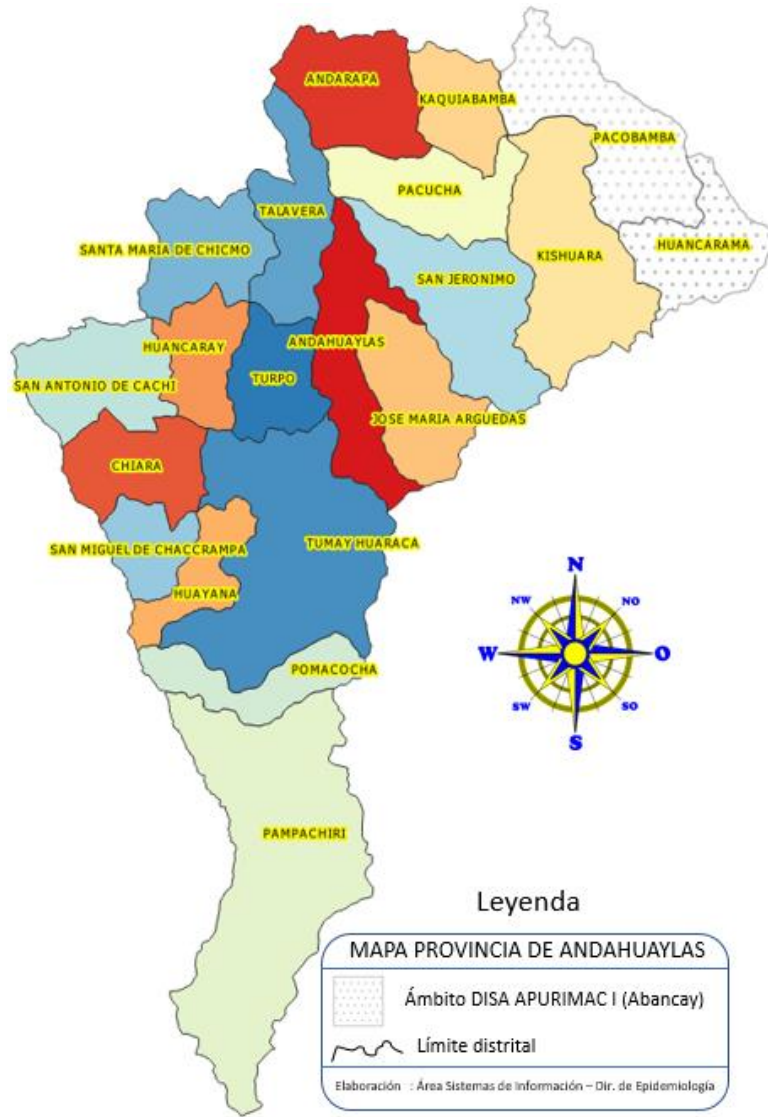 ANDARAPA
KAQUIABAMBA
PACOBAMBA
PACUCHA
TALAVERA
SANTA MARIA DE CHICMO
HUANCARAMA
KISHUARA
SAN JERONIMO
HUANCARAY
ANDAHUAYLAS
TURPO
SAN ANTONIO DE CACHI
JOSE MARIA ARGUEDAS
CHIARA
TUMAY HUARACA
SAN MIGUEL DE CHACCRAMPA
HUAYANA
POMACOCHA
PAMPACHIRI
N
NW
NO
W
O
SW
SO
S
Leyenda
MAPA PROVINCIA DE ANDAHUAYLAS
Ámbito DISA APURIMAC I (Abancay)
Límite distrital
Elaboración : Área Sistemas de Información – Dir. de Epidemiología